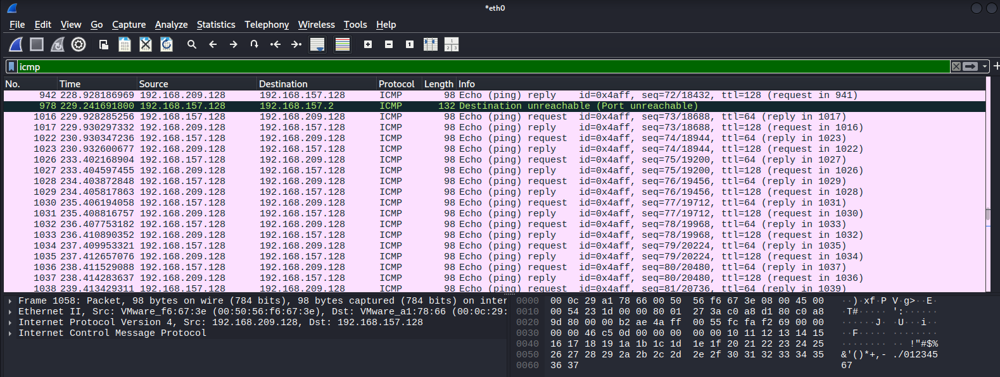 *eth0
File Edit View Go Capture Analyze Statistics Telephony Wireless Tools Help
icmp
No. Time Source Destination Protocol Length Info
942 228.928186969 192.168.209.128 192.168.157.128 ICMP 98 Echo (ping) reply id=0x4aff, seq=72/18432, ttl=128 (request in 941)
978 229.241691800 192.168.157.128 192.168.157.2 ICMP 132 Destination unreachable (Port unreachable)
1016 229.928285256 192.168.157.128 192.168.209.128 ICMP 98 Echo (ping) request id=0x4aff, seq=73/18688, ttl=64 (reply in 1017)
1017 229.930297332 192.168.209.128 192.168.157.128 ICMP 98 Echo (ping) reply id=0x4aff, seq=73/18688, ttl=128 (request in 1016)
1022 230.930347236 192.168.157.128 192.168.209.128 ICMP 98 Echo (ping) request id=0x4aff, seq=74/18944, ttl=64 (reply in 1023)
1023 230.932600677 192.168.209.128 192.168.157.128 ICMP 98 Echo (ping) reply id=0x4aff, seq=74/18944, ttl=128 (request in 1022)
1026 233.402168904 192.168.157.128 192.168.209.128 ICMP 98 Echo (ping) request id=0x4aff, seq=75/19200, ttl=64 (reply in 1027)
1027 233.404597455 192.168.209.128 192.168.157.128 ICMP 98 Echo (ping) reply id=0x4aff, seq=75/19200, ttl=128 (request in 1026)
1028 234.403872848 192.168.157.128 192.168.209.128 ICMP 98 Echo (ping) request id=0x4aff, seq=76/19456, ttl=64 (reply in 1029)
1029 234.405817863 192.168.209.128 192.168.157.128 ICMP 98 Echo (ping) reply id=0x4aff, seq=76/19456, ttl=128 (request in 1028)
1030 235.406194058 192.168.157.128 192.168.209.128 ICMP 98 Echo (ping) request id=0x4aff, seq=77/19712, ttl=64 (reply in 1031)
1031 235.408816757 192.168.209.128 192.168.157.128 ICMP 98 Echo (ping) reply id=0x4aff, seq=77/19712, ttl=128 (request in 1030)
1032 236.407753182 192.168.157.128 192.168.209.128 ICMP 98 Echo (ping) request id=0x4aff, seq=78/19968, ttl=64 (reply in 1033)
1033 236.410890352 192.168.209.128 192.168.157.128 ICMP 98 Echo (ping) reply id=0x4aff, seq=78/19968, ttl=128 (request in 1032)
1034 237.409953321 192.168.157.128 192.168.209.128 ICMP 98 Echo (ping) request id=0x4aff, seq=79/20224, ttl=64 (reply in 1035)
1035 237.412657076 192.168.209.128 192.168.157.128 ICMP 98 Echo (ping) reply id=0x4aff, seq=79/20224, ttl=128 (request in 1034)
1036 238.411529088 192.168.157.128 192.168.209.128 ICMP 98 Echo (ping) request id=0x4aff, seq=80/20480, ttl=64 (reply in 1037)
1037 238.414283637 192.168.209.128 192.168.157.128 ICMP 98 Echo (ping) reply id=0x4aff, seq=80/20480, ttl=128 (request in 1036)
1038 239.413429311 192.168.157.128 192.168.209.128 ICMP 98 Echo (ping) request id=0x4aff, seq=81/20736, ttl=64 (reply in 1039)
Frame 1058: Packet, 98 bytes on wire (784 bits), 98 bytes captured (784 bits) on inter
Ethernet II, Src: VMware_f6:67:3e (00:50:56:f6:67:3e), Dst: VMware_a1:78:66 (00:0c:29:
Internet Protocol Version 4, Src: 192.168.209.128, Dst: 192.168.157.128
Internet Control Message Protocol
0000 00 0c 29 a1 78 66 00 50 56 f6 67 3e 08 00 45 00 ··)·xf·P V·g>··E·
0010 00 54 23 1d 00 00 80 01 27 3a c0 a8 d1 80 c0 a8 ·T#····· ':······
0020 9d 80 00 00 b2 ae 4a ff 00 55 fc fa f2 69 00 00 ······J· ·U···i··
0030 00 00 46 c5 0d 00 00 00 00 00 10 11 12 13 14 15 ··F····· ········
0040 16 17 18 19 1a 1b 1c 1d 1e 1f 20 21 22 23 24 25 ········ ·· !"#$%
0050 26 27 28 29 2a 2b 2c 2d 2e 2f 30 31 32 33 34 35 &'()*+,- ./012345
0060 36 37 67